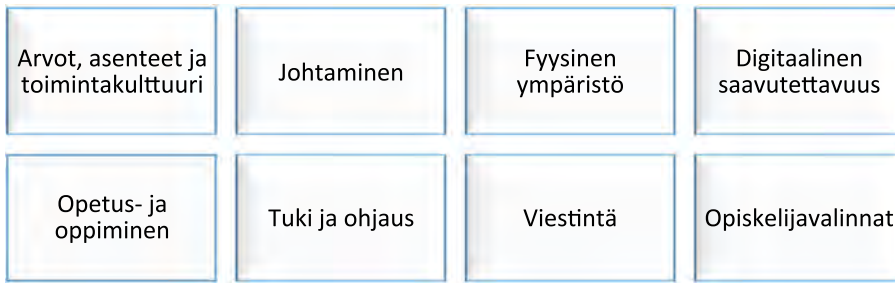 Arvot, asenteet ja
toimintakulttuuri
Johtaminen
Fyysinen
ympäristö
Digitaalinen
saavutettavuus
Opetus- ja
oppiminen
Tuki ja ohjaus
Viestintä
Opiskelijavalinnat